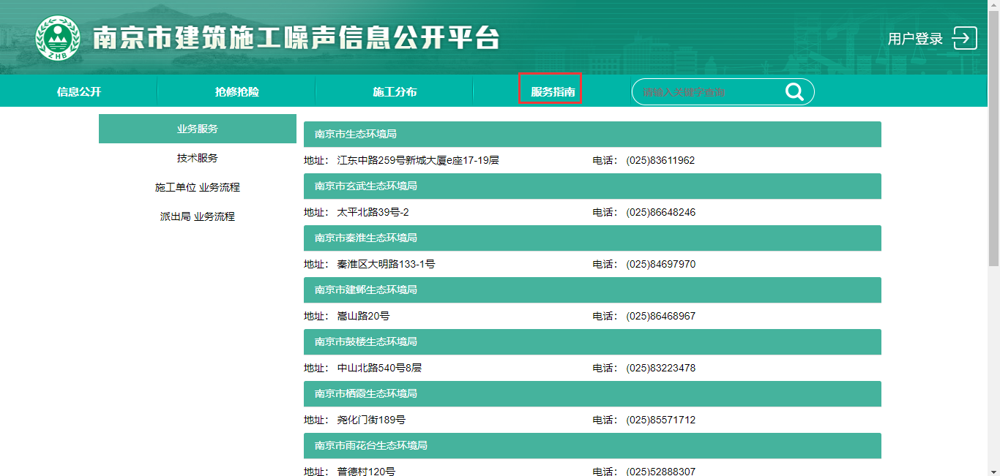 ZHB
南京市建筑施工噪声信息公开平台
用户登录
信息公开 抢修抢险 施工分布 服务指南 请输入关键字查询
业务服务
技术服务
施工单位 业务流程
派出局 业务流程
南京市生态环境局
地址： 江东中路259号新城大厦e座17-19层 电话： (025)83611962
南京市玄武生态环境局
地址： 太平北路39号-2 电话： (025)86648246
南京市秦淮生态环境局
地址： 秦淮区大明路133-1号 电话： (025)84697970
南京市建邺生态环境局
地址： 嵩山路20号 电话： (025)86468967
南京市鼓楼生态环境局
地址： 中山北路540号8层 电话： (025)83223478
南京市栖霞生态环境局
地址： 尧化门街189号 电话： (025)85571712
南京市雨花台生态环境局
地址： 普德村120号 电话： (025)52888307